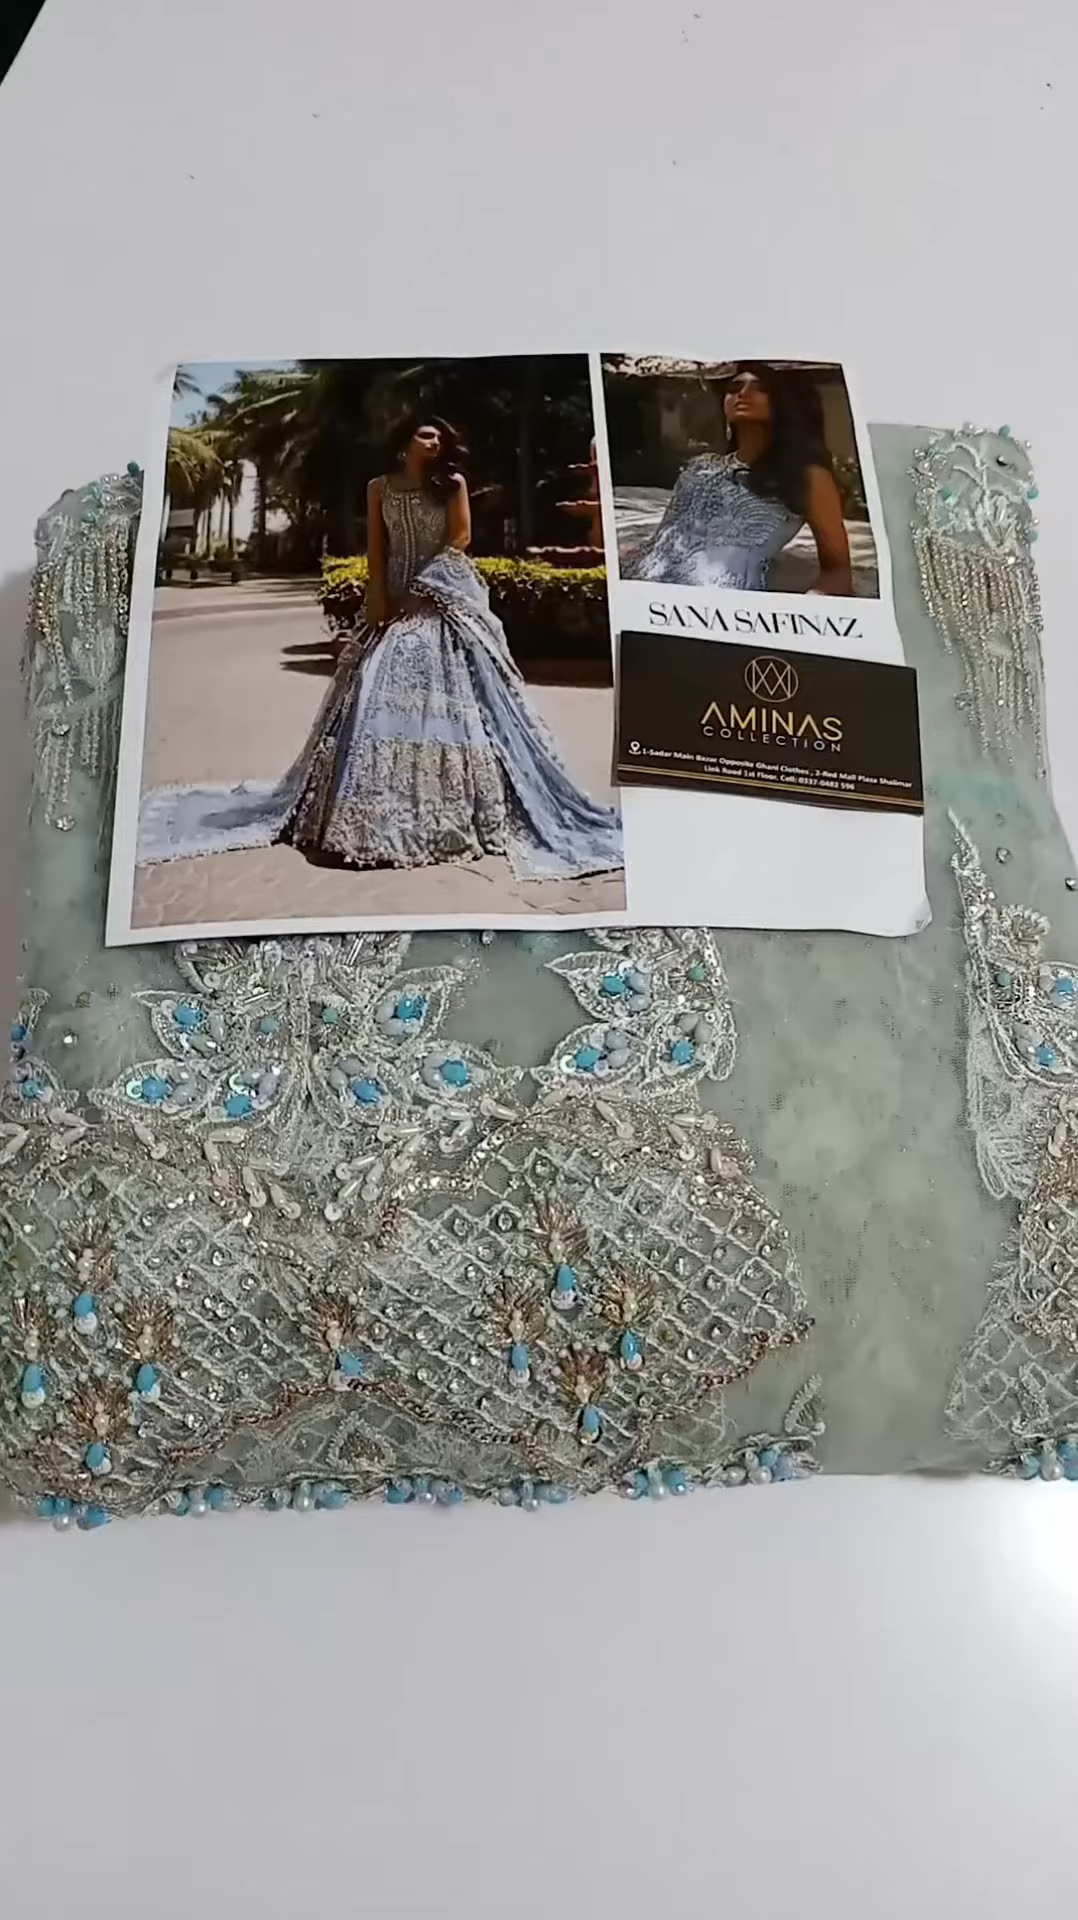 SANA SAFINAZ
AMINAS
COLLECTION
1-Sadar Main Bazar Opposite Ghani Clothes , 2-Red Mall Plaza Shalimar
Link Road 1st Floor. Cell: 0337-0482 596